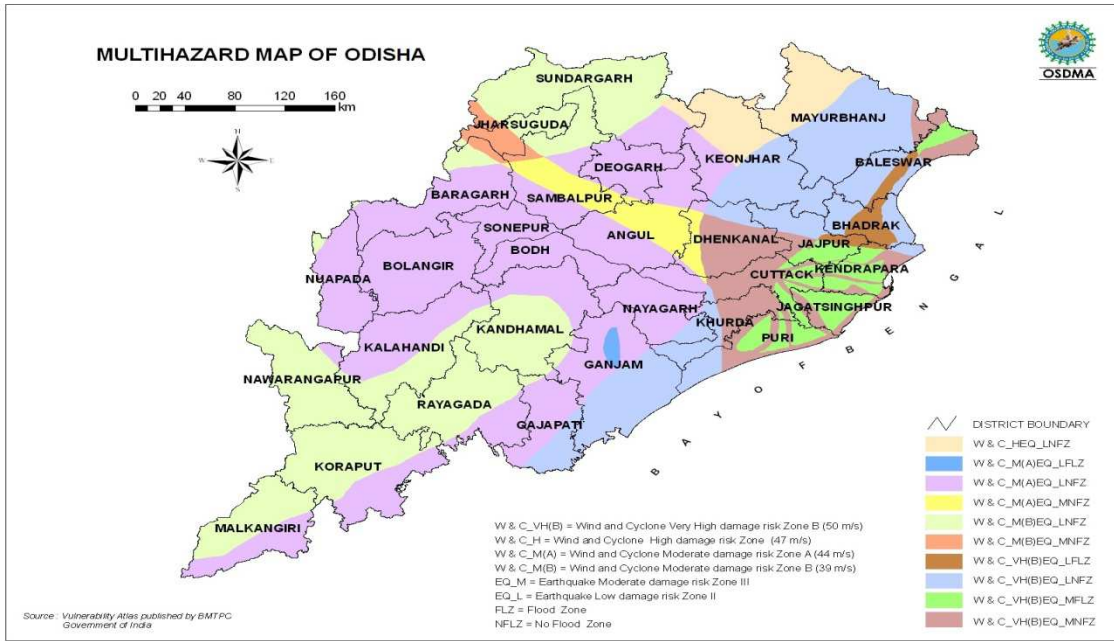 MULTIHAZARD MAP OF ODISHA
OSDMA
0 20 40 80 120 160
km
N
W E
S
SUNDARGARH
JHARSUGUDA
MAYURBHANJ
KEONJHAR
BALESWAR
DEOGARH
BARAGARH
SAMBALPUR
BHADRAK
SONEPUR
ANGUL
DHENKANAL
JAJPUR
BODH
BOLANGIR
NUAPADA
CUTTACK
KENDRAPARA
NAYAGARH
JAGATSINGHPUR
KHURDA
KANDHAMAL
PURI
KALAHANDI
GANJAM
NAWARANGAPUR
RAYAGADA
GAJAPATI
KORAPUT
MALKANGIRI
BAY OF BENGAL
DISTRICT BOUNDARY
W & C_HEQ_LNFZ
W & C_M(A)EQ_LFLZ
W & C_M(A)EQ_LNFZ
W & C_M(A)EQ_MNFZ
W & C_M(B)EQ_LNFZ
W & C_M(B)EQ_MNFZ
W & C_VH(B)EQ_LFLZ
W & C_VH(B)EQ_LNFZ
W & C_VH(B)EQ_MFLZ
W & C_VH(B)EQ_MNFZ
W & C_VH(B) = Wind and Cyclone Very High damage risk Zone B (50 m/s)
W & C_H = Wind and Cyclone High damage risk Zone (47 m/s)
W & C_M(A) = Wind and Cyclone Moderate damage risk Zone A (44 m/s)
W & C_M(B) = Wind and Cyclone Moderate damage risk Zone B (39 m/s)
EQ_M = Earthquake Moderate damage risk Zone III
EQ_L = Earthquake Low damage risk Zone II
FLZ = Flood Zone
NFLZ = No Flood Zone
Source : Vulnerability Atlas published by BMTPC
Government of India